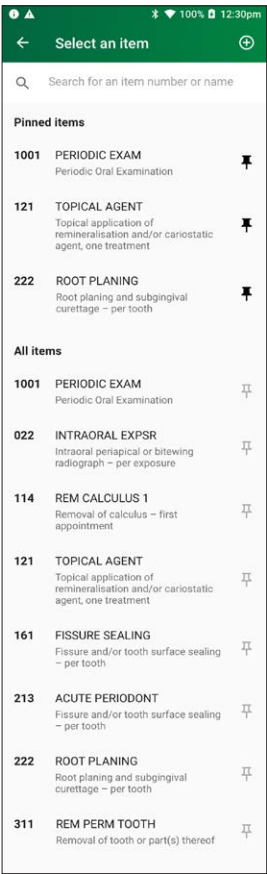 100% 12:30pm
Select an item
Search for an item number or name
Pinned items
1001 PERIODIC EXAM
Periodic Oral Examination
121 TOPICAL AGENT
Topical application of
remineralisation and/or cariostatic
agent, one treatment
222 ROOT PLANING
Root planing and subgingival
curettage – per tooth
All items
1001 PERIODIC EXAM
Periodic Oral Examination
022 INTRAORAL EXPSR
Intraoral periapical or bitewing
radiograph – per exposure
114 REM CALCULUS 1
Removal of calculus – first
appointment
121 TOPICAL AGENT
Topical application of
remineralisation and/or cariostatic
agent, one treatment
161 FISSURE SEALING
Fissure and/or tooth surface sealing
– per tooth
213 ACUTE PERIODONT
Fissure and/or tooth surface sealing
– per tooth
222 ROOT PLANING
Root planing and subgingival
curettage – per tooth
311 REM PERM TOOTH
Removal of tooth or part(s) thereof